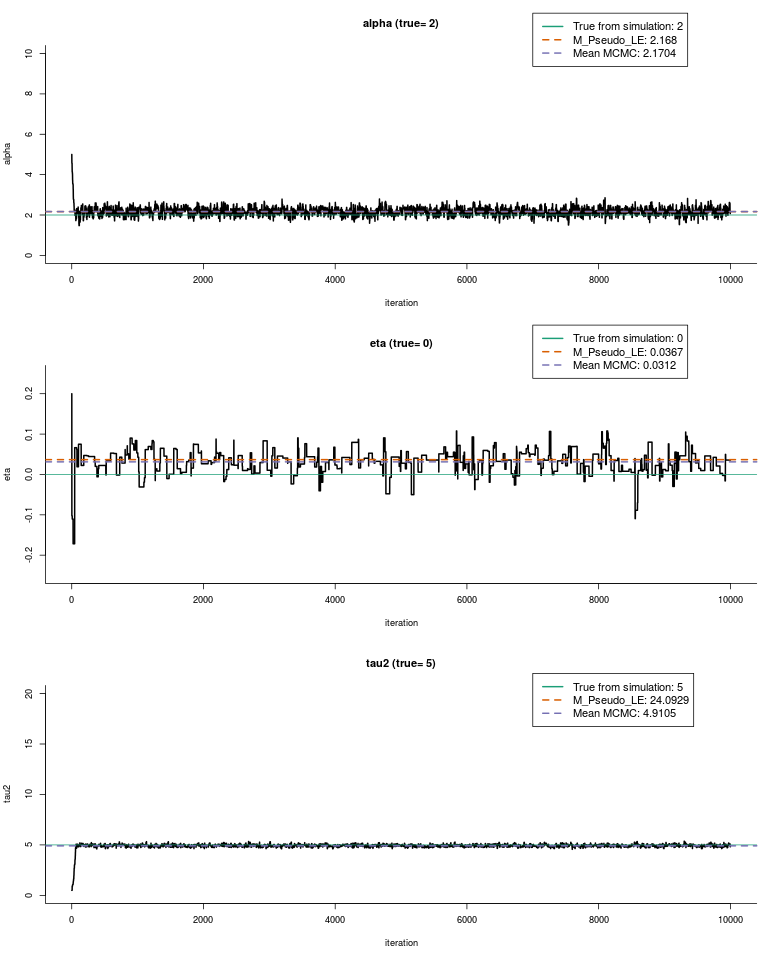 alpha (true= 2)
True from simulation: 2
M_Pseudo_LE: 2.168
Mean MCMC: 2.1704
alpha
10
8
6
4
2
0
0 2000 4000 6000 8000 10000
iteration
eta (true= 0)
True from simulation: 0
M_Pseudo_LE: 0.0367
Mean MCMC: 0.0312
eta
0.2
0.1
0.0
-0.1
-0.2
0 2000 4000 6000 8000 10000
iteration
tau2 (true= 5)
True from simulation: 5
M_Pseudo_LE: 24.0929
Mean MCMC: 4.9105
tau2
20
15
10
5
0
0 2000 4000 6000 8000 10000
iteration